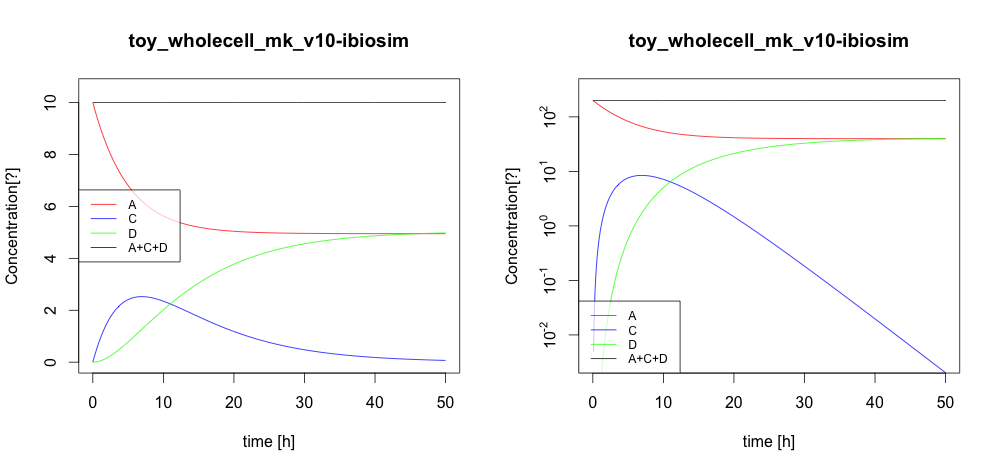 toy_wholecell_mk_v10-ibiosim
Concentration[?]
10
8
6
4
2
0
A
C
D
A+C+D
0 10 20 30 40 50
time [h]
toy_wholecell_mk_v10-ibiosim
Concentration[?]
10²
10¹
10⁰
10⁻¹
10⁻²
A
C
D
A+C+D
0 10 20 30 40 50
time [h]